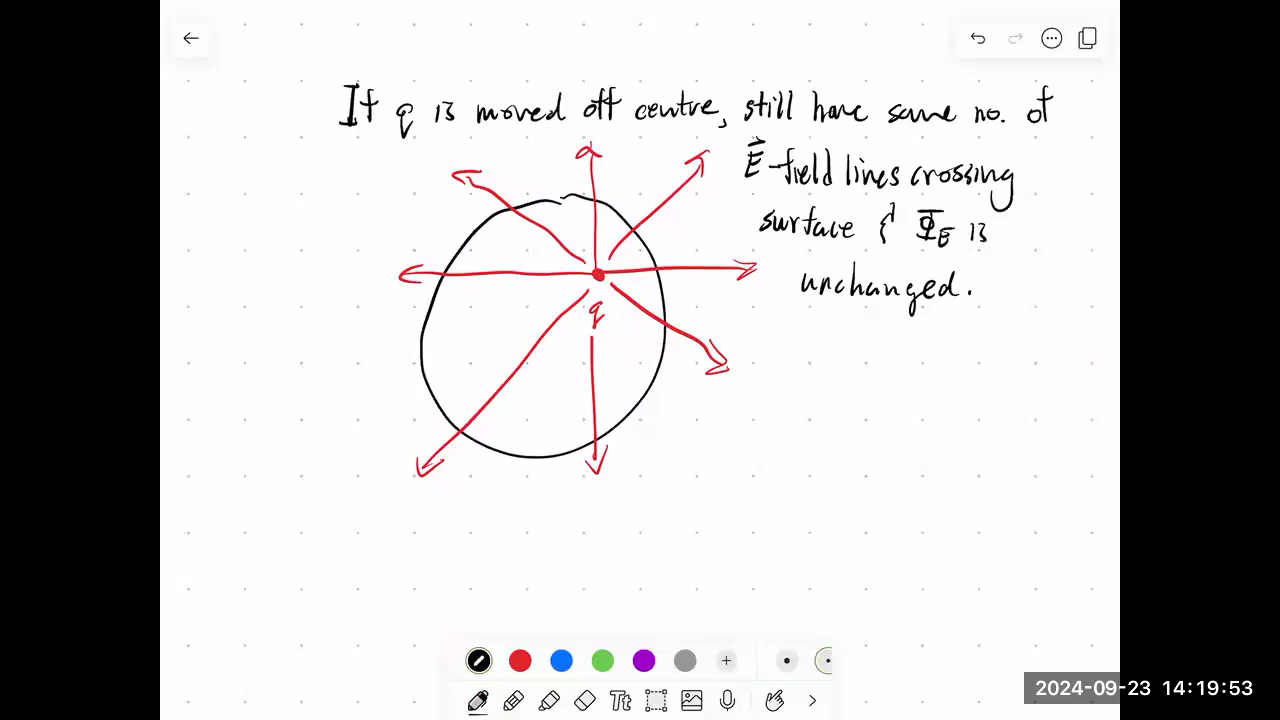 If q is moved off centre, still have same no. of
E⃗-field lines crossing
surface & Φ_E is
unchanged.
q
Tt
2024-09-23 14:19:53